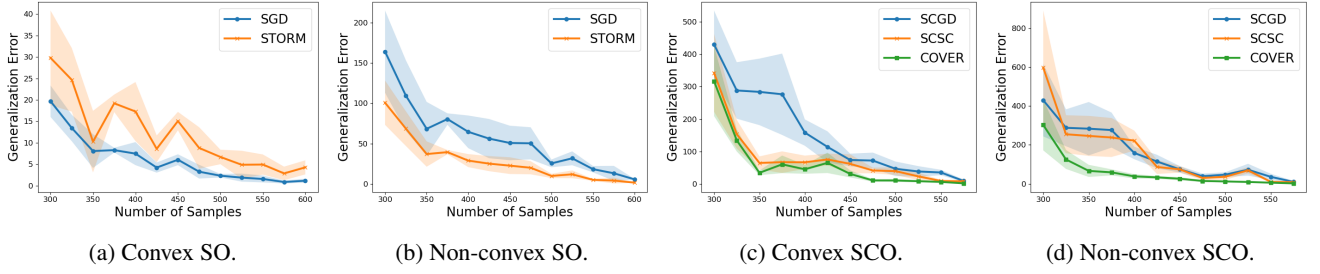 Generalization Error
40
35
30
25
20
15
10
5
0
SGD
STORM
300 350 400 450 500 550 600
Number of Samples
(a) Convex SO.
Generalization Error
200
150
100
50
0
SGD
STORM
300 350 400 450 500 550 600
Number of Samples
(b) Non-convex SO.
Generalization Error
500
400
300
200
100
0
SCGD
SCSC
COVER
300 350 400 450 500 550
Number of Samples
(c) Convex SCO.
Generalization Error
800
600
400
200
0
SCGD
SCSC
COVER
300 350 400 450 500 550
Number of Samples
(d) Non-convex SCO.